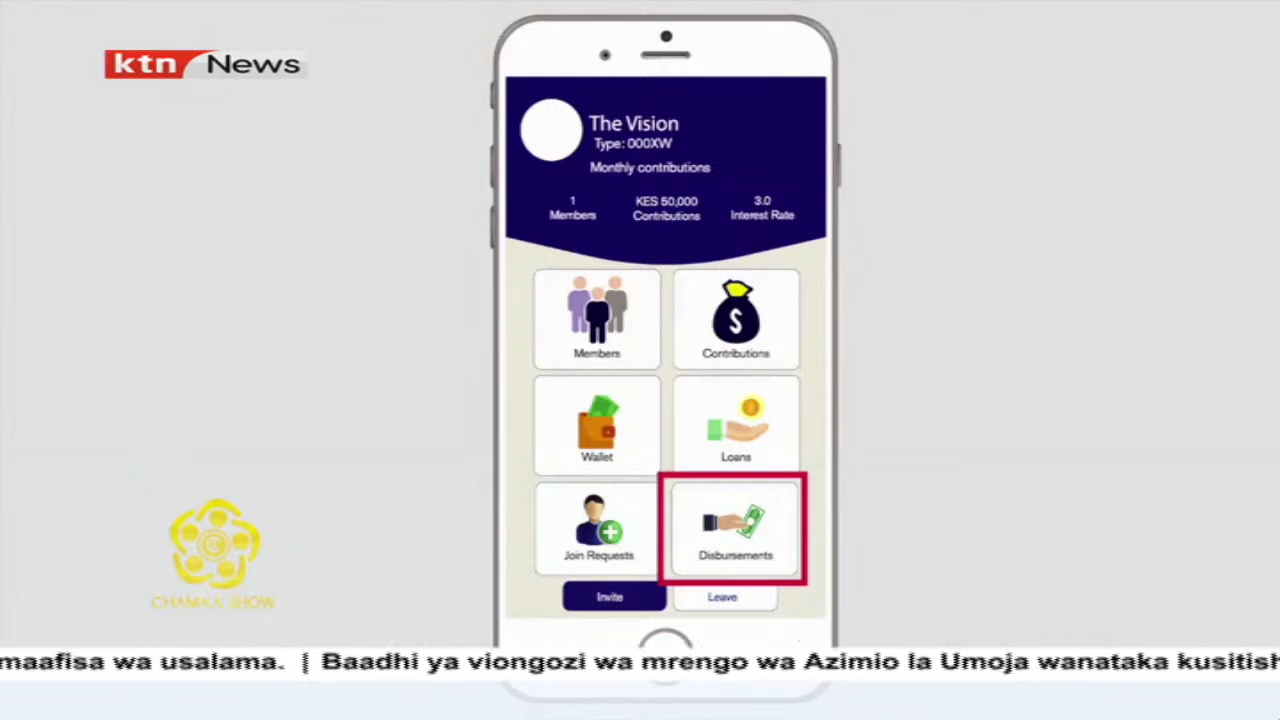 ktn News
The Vision
Type: 000XW
Monthly contributions
1
Members
KES 50,000
Contributions
3.0
Interest Rate
Members
Contributions
Wallet
Loans
Join Requests
Disbursements
Invite
Leave
CHAMAA SHOW
maafisa wa usalama. | Baadhi ya viongozi wa mrengo wa Azimio la Umoja wanataka kusitish